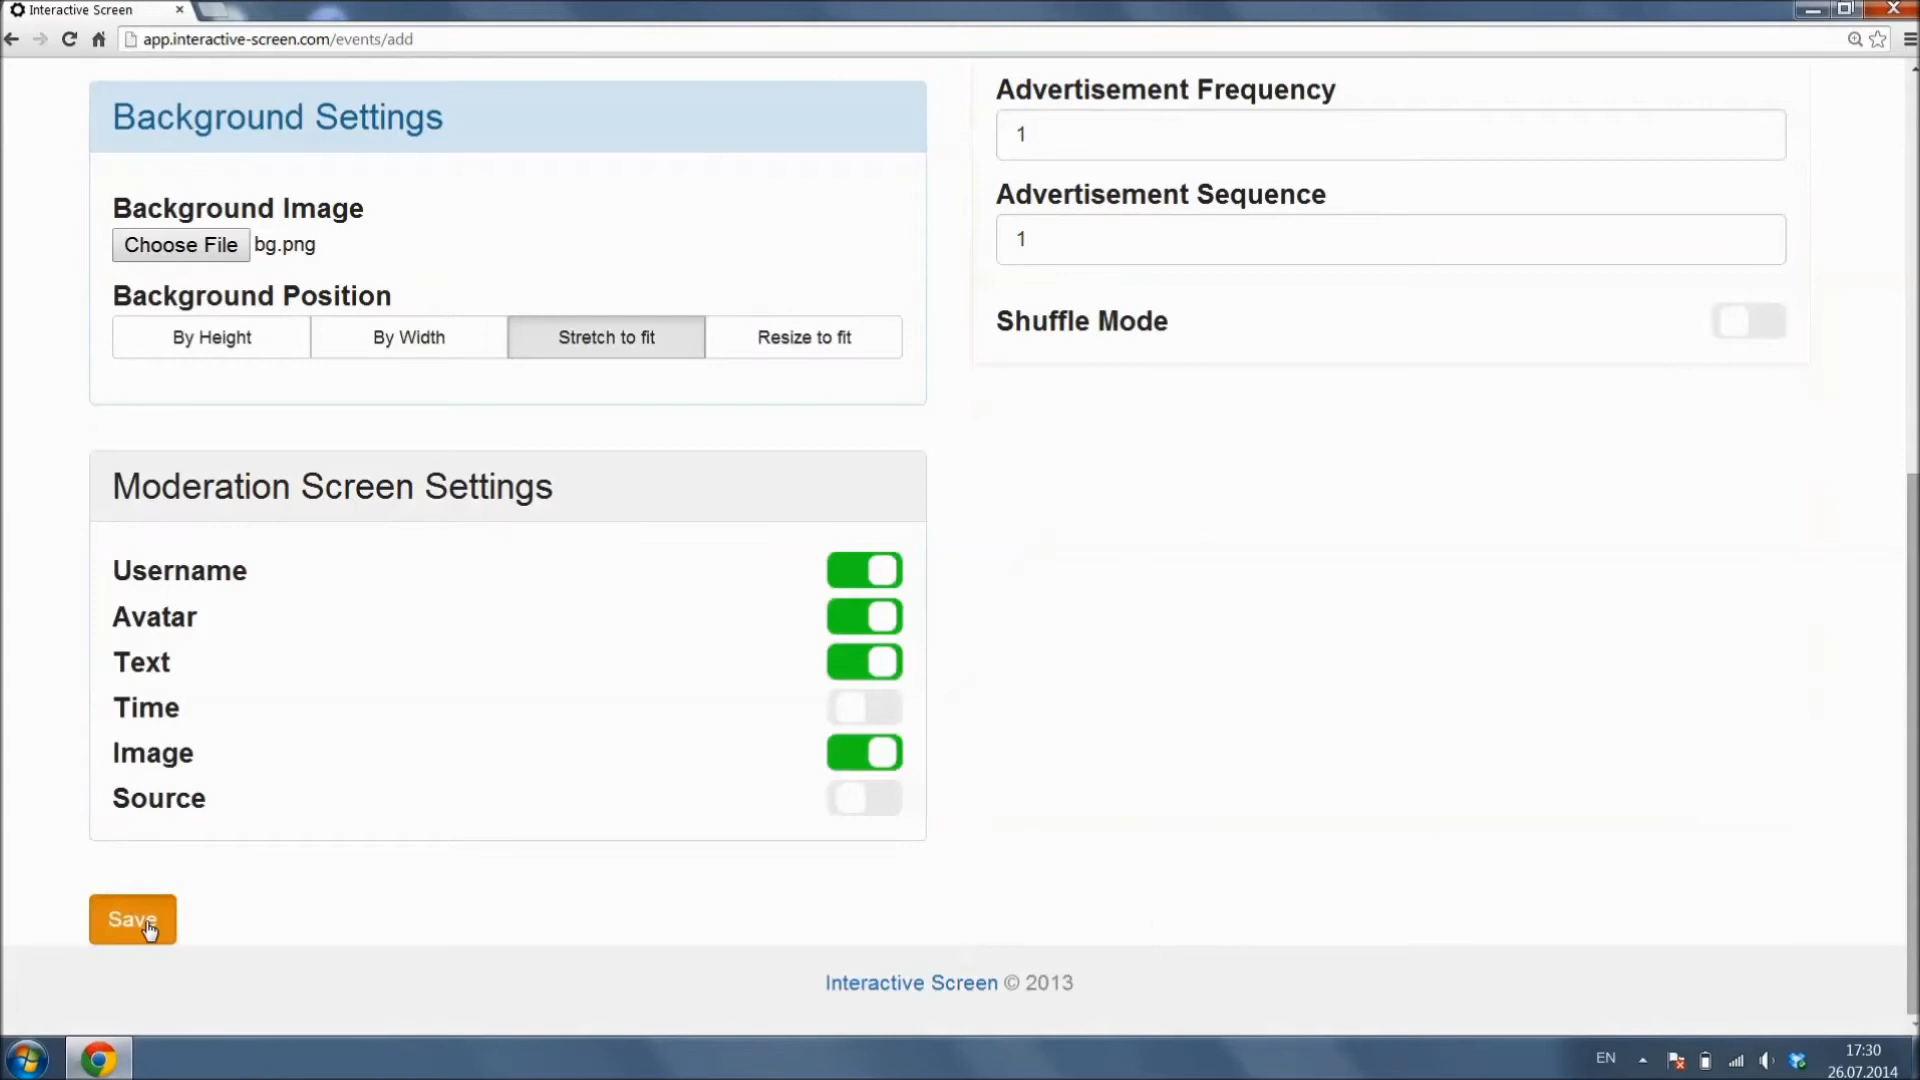 Interactive Screen
app.interactive-screen.com/events/add
Background Settings
Background Image
Choose File bg.png
Background Position
By Height By Width Stretch to fit Resize to fit
Advertisement Frequency
1
Advertisement Sequence
1
Shuffle Mode
Moderation Screen Settings
Username
Avatar
Text
Time
Image
Source
Save
Interactive Screen © 2013
EN
17:30
26.07.2014